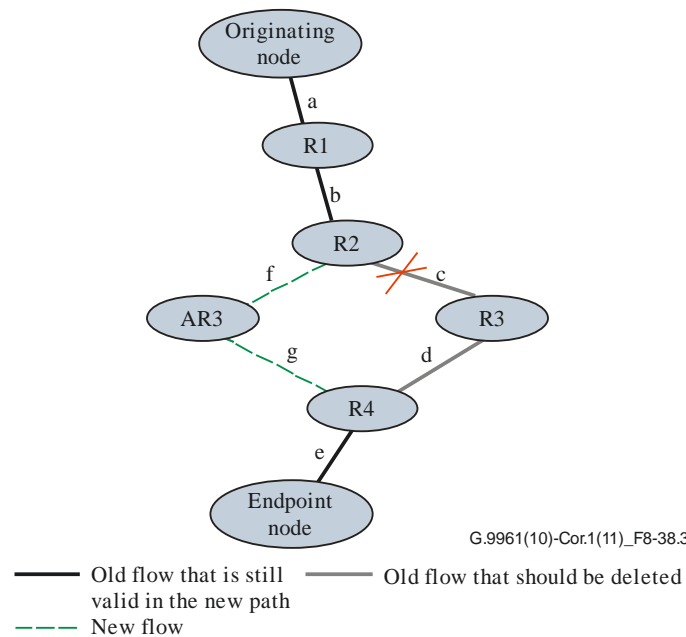 Originating
node
a
R1
b
R2
f
c
AR3
R3
g
d
R4
e
Endpoint
node
G.9961(10)-Cor.1(11)_F8-38.3
Old flow that is still
valid in the new path
Old flow that should be deleted
New flow